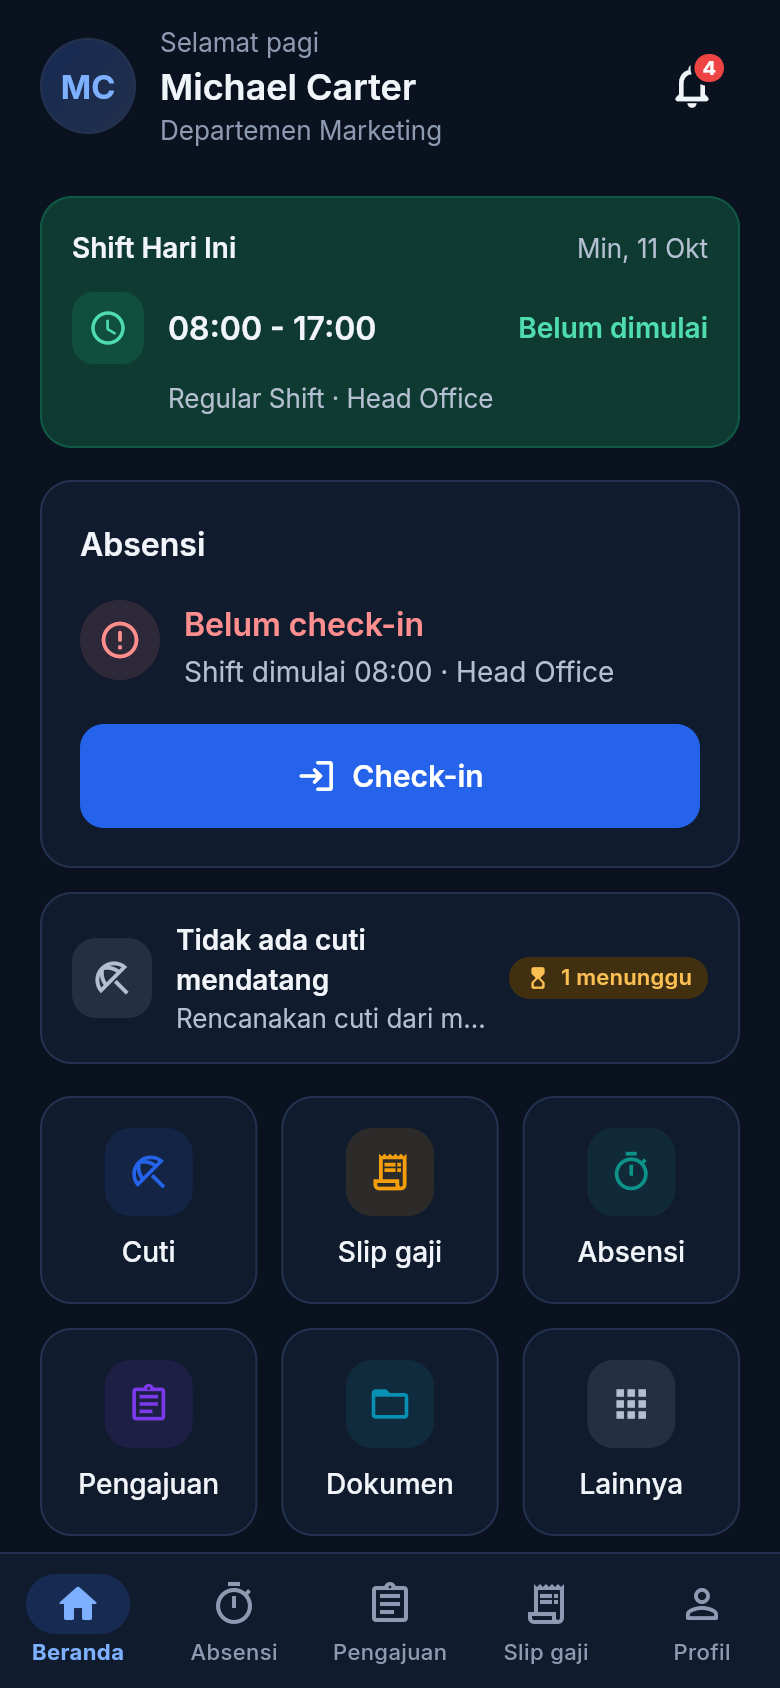 Selamat pagi
MC
Michael Carter
Departemen Marketing
4
Shift Hari Ini
Min, 11 Okt
08:00 - 17:00
Belum dimulai
Regular Shift · Head Office
Absensi
Belum check-in
Shift dimulai 08:00 · Head Office
Check-in
Tidak ada cuti
mendatang
Rencanakan cuti dari m...
1 menunggu
Cuti
Slip gaji
Absensi
Pengajuan
Dokumen
Lainnya
Beranda
Absensi
Pengajuan
Slip gaji
Profil